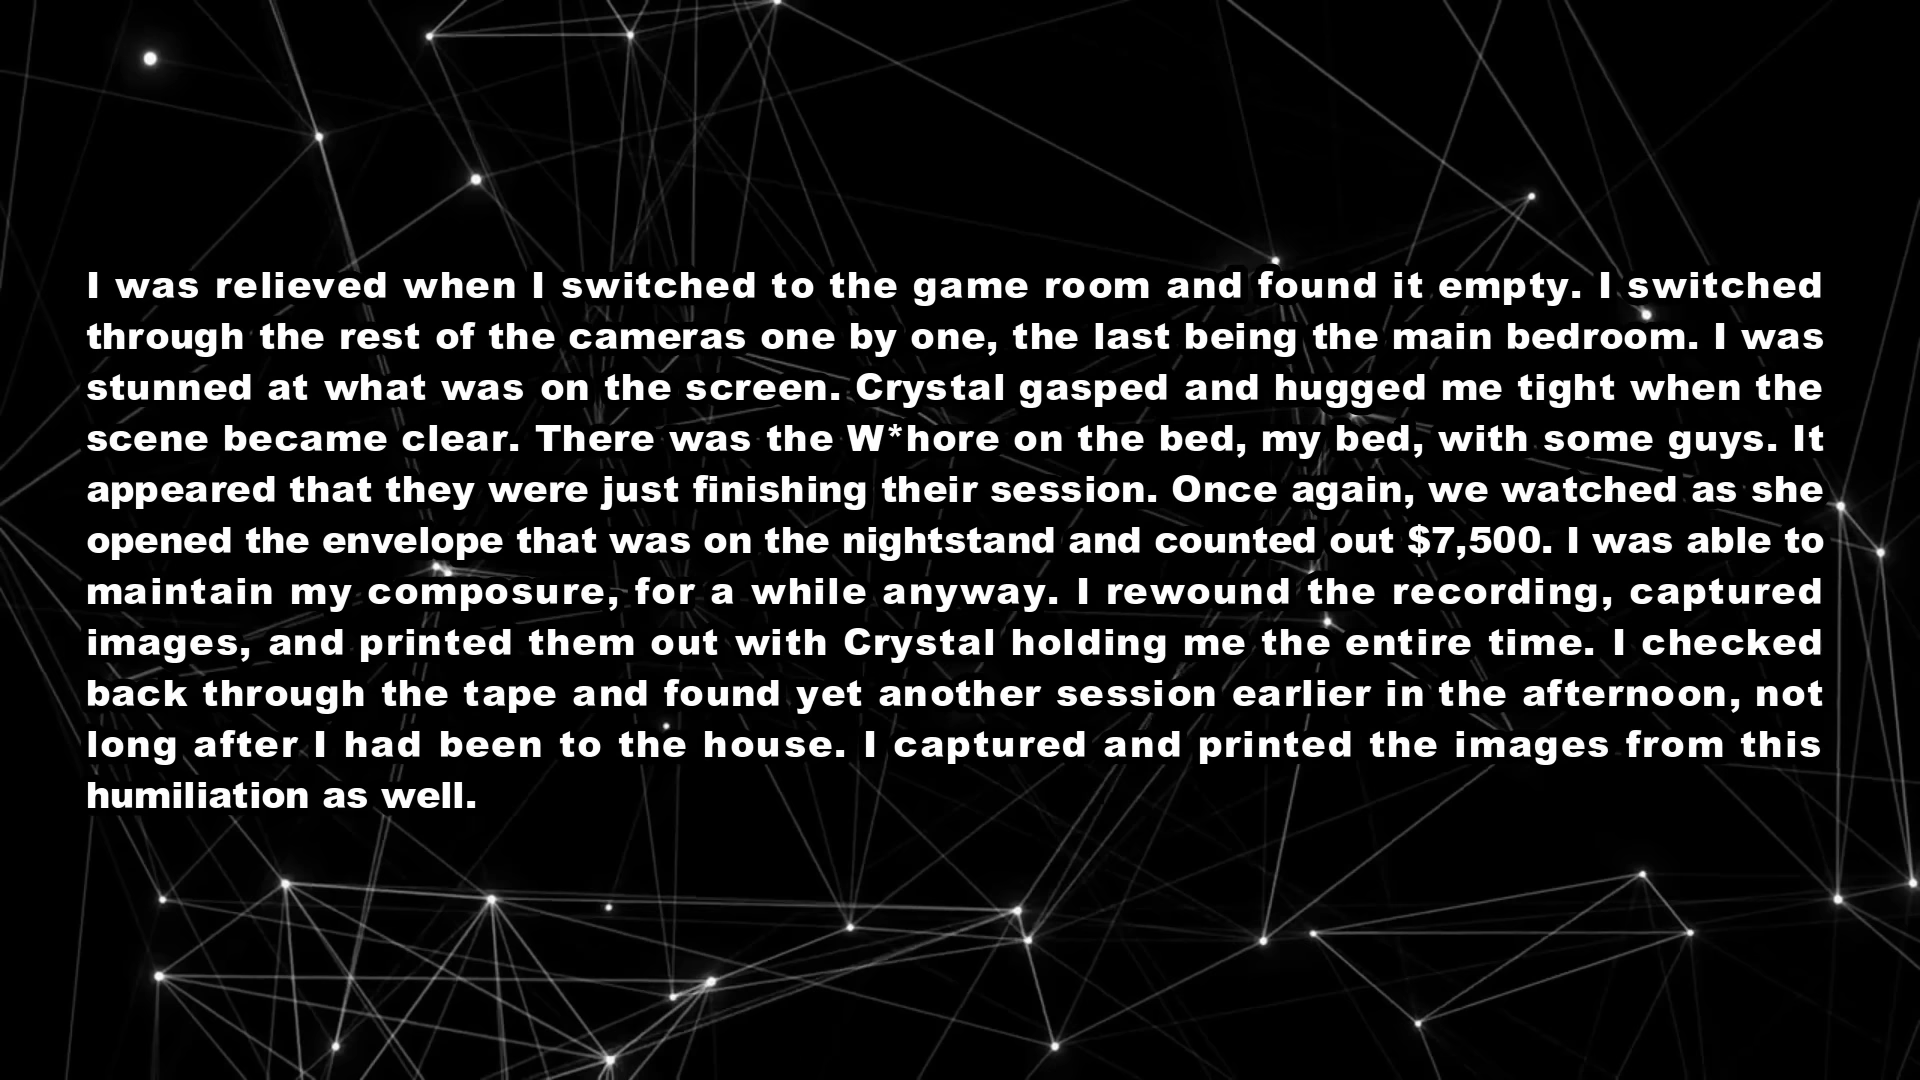 I was relieved when I switched to the game room and found it empty. I switched
through the rest of the cameras one by one, the last being the main bedroom. I was
stunned at what was on the screen. Crystal gasped and hugged me tight when the
scene became clear. There was the W*hore on the bed, my bed, with some guys. It
appeared that they were just finishing their session. Once again, we watched as she
opened the envelope that was on the nightstand and counted out $7,500. I was able to
maintain my composure, for a while anyway. I rewound the recording, captured
images, and printed them out with Crystal holding me the entire time. I checked
back through the tape and found yet another session earlier in the afternoon, not
long after I had been to the house. I captured and printed the images from this
humiliation as well.